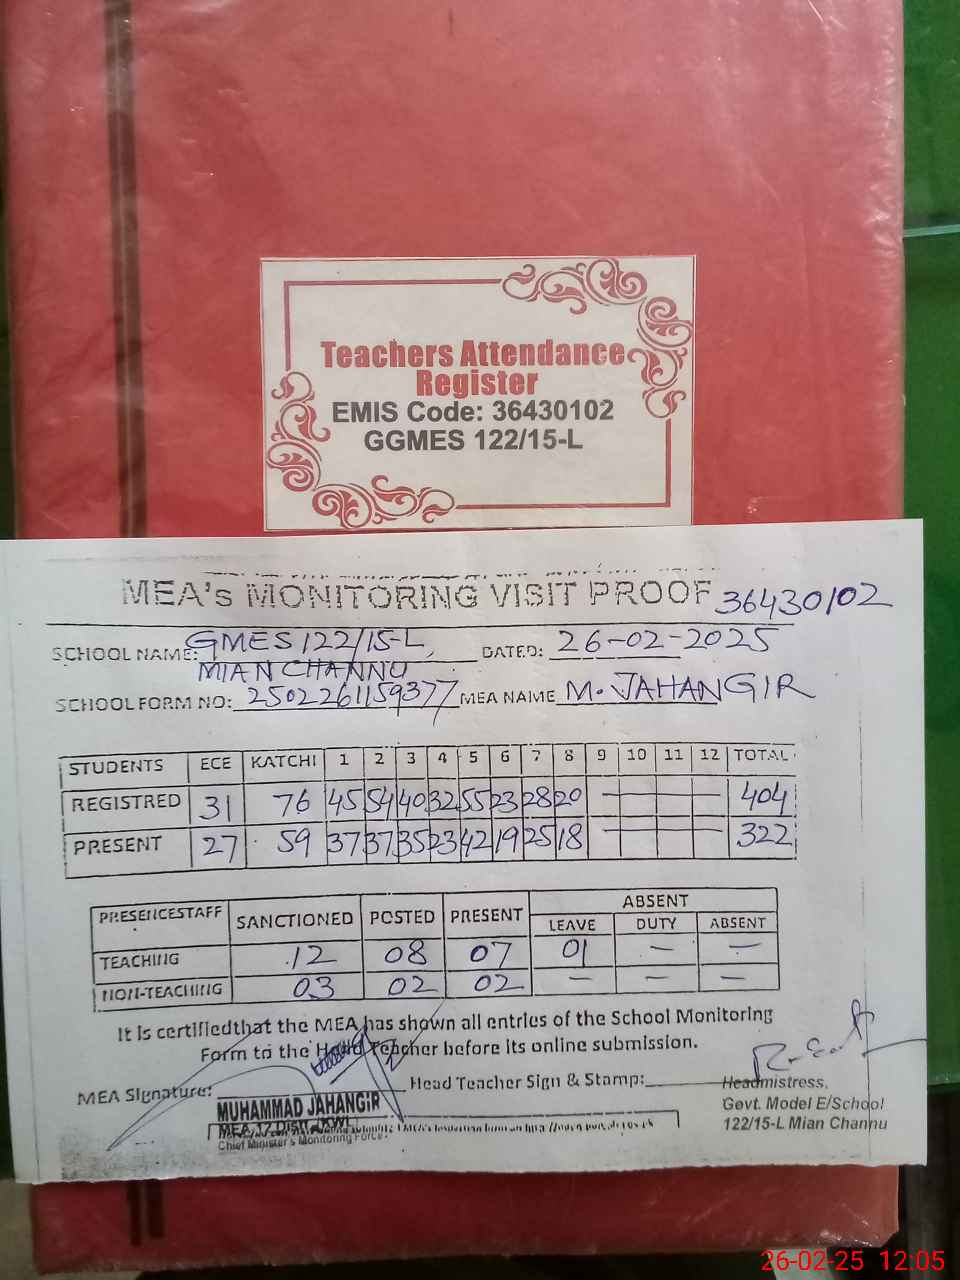 Teachers Attendance
Register
EMIS Code: 36430102
GGMES 122/15-L
MEA's MONITORING VISIT PROOF 36430102
SCHOOL NAME: GMES 122/15-L, DATED: 26-02-2025
MIAN CHANNU
SCHOOL FORM NO: 2502261159377 MEA NAME M. JAHANGIR
STUDENTS ECE KATCHI 1 2 3 4 5 6 7 8 9 10 11 12 TOTAL
REGISTRED 31 76 45 54 40 32 55 23 28 20 — — — — 404
PRESENT 27 59 37 37 35 23 42 19 25 18 — — — — 322
PRESENCESTAFF SANCTIONED POSTED PRESENT ABSENT
LEAVE DUTY ABSENT
TEACHING 12 08 07 01 — —
NON-TEACHING 03 02 02 — — —
It is certifiedthat the MEA has shown all entries of the School Monitoring
Form to the Head Teacher before its online submission.
MEA Signature: Head Teacher Sign & Stamp:
Headmistress,
Govt. Model E/School
122/15-L Mian Channu
MUHAMMAD JAHANGIR
MEA 17 Distt
Chief Minister's Monitoring Force
26-02-25 12:05